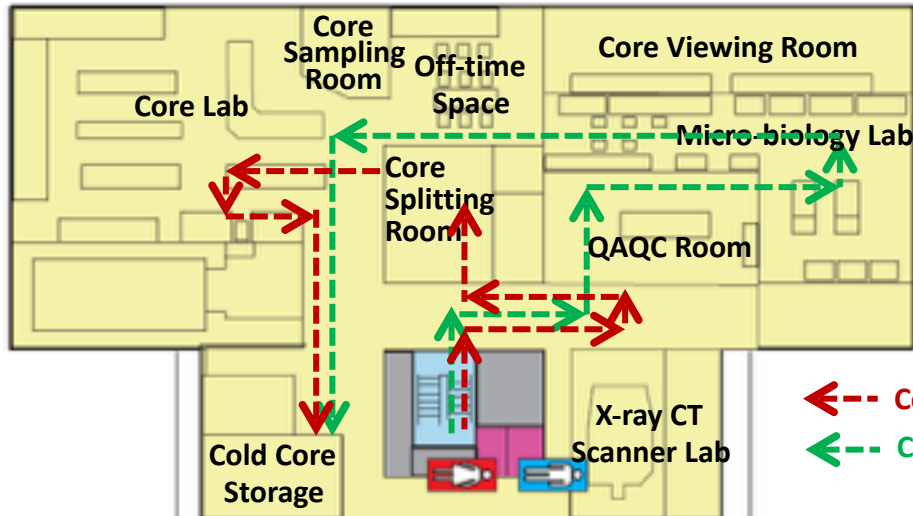 Core
Sampling
Room
Off-time
Space
Core Viewing Room
Core Lab
Micro-biology Lab
Core
Splitting
Room
QAQC Room
X-ray CT
Scanner Lab
Cold Core
Storage